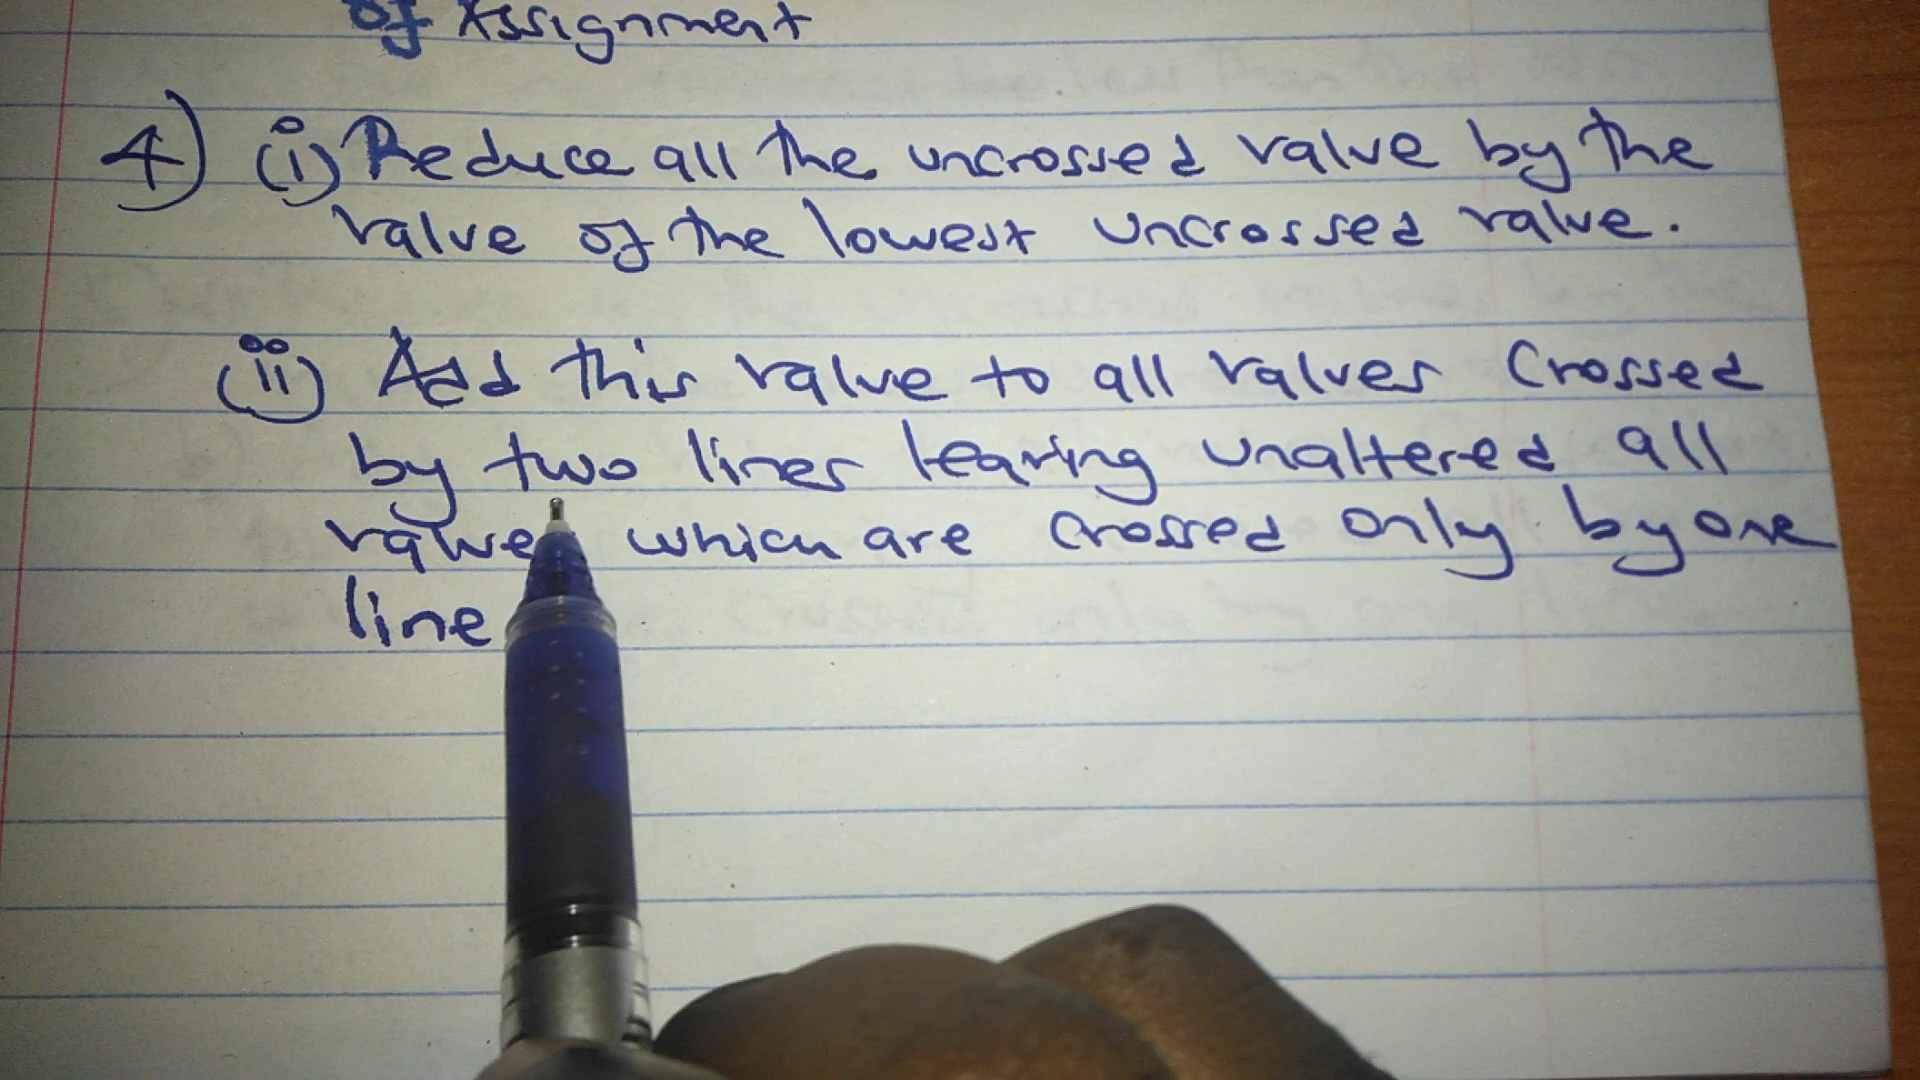 of Assignment
4) (i) Reduce all the uncrossed value by the
value of the lowest uncrossed value.
(ii) Add this value to all values crossed
by two lines leaving unaltered all
values which are crossed only by one
line